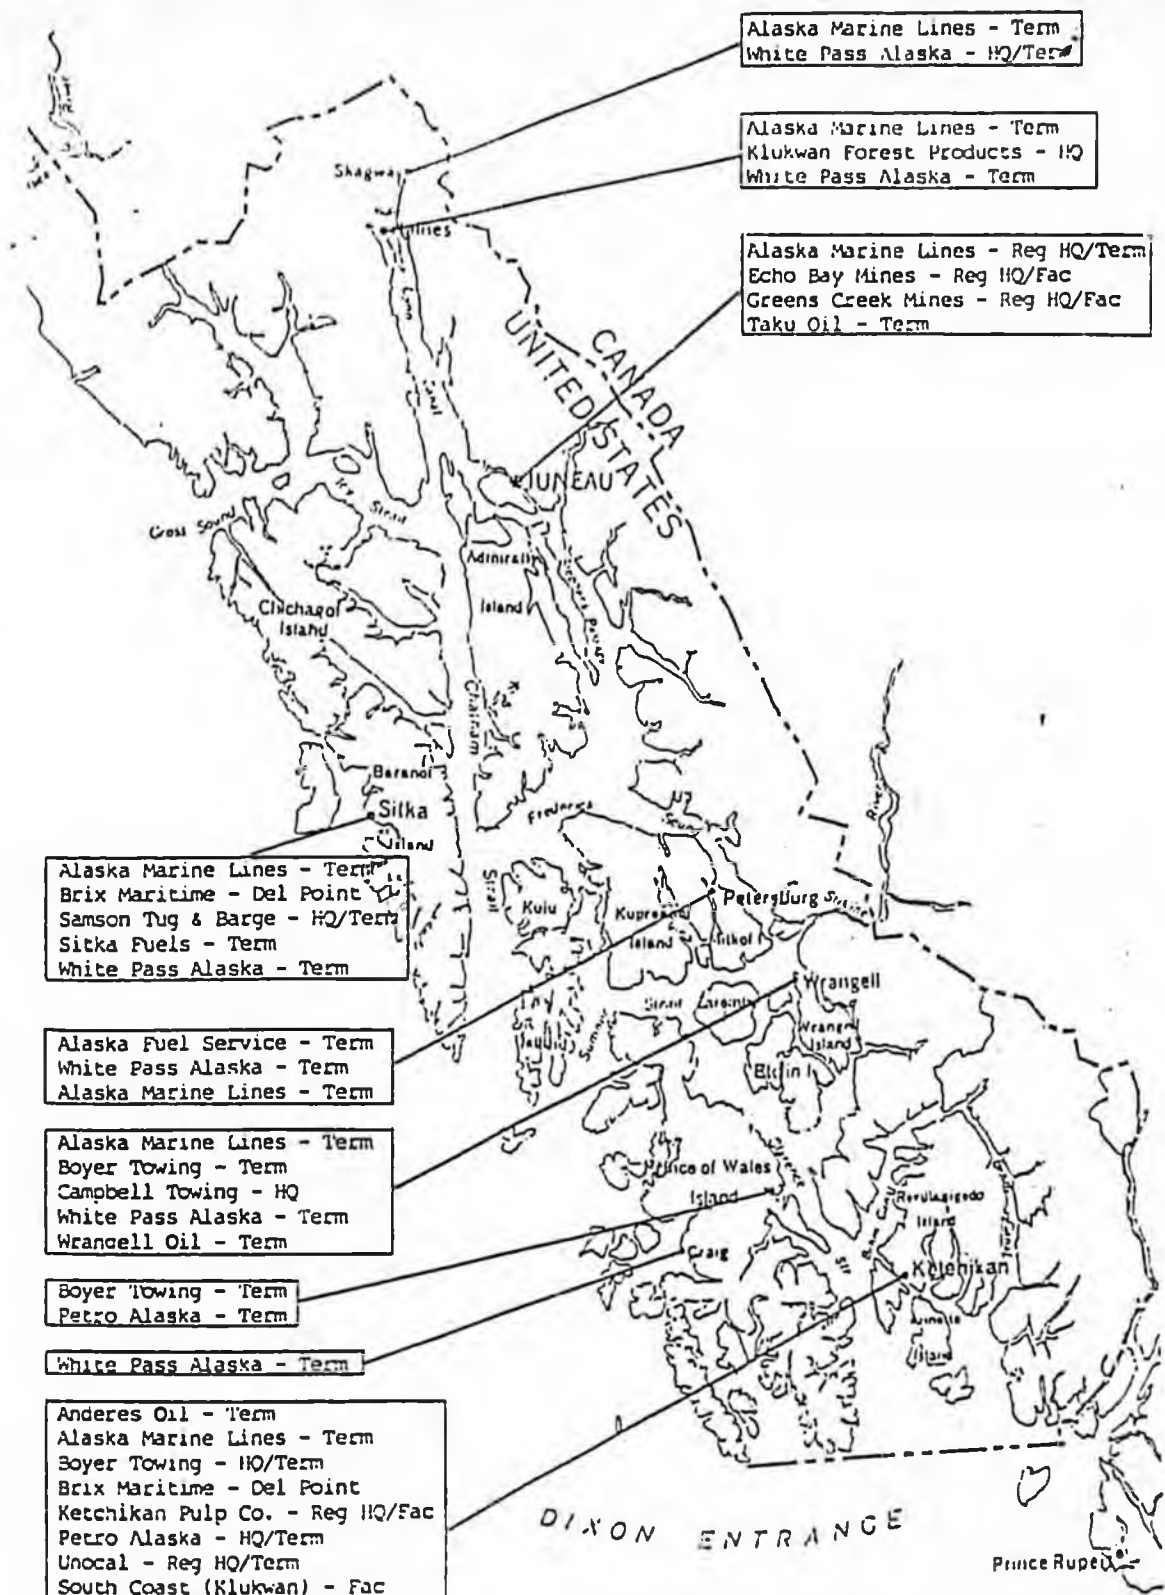 Alaska Marine Lines - Term
White Pass Alaska - HQ/Term
Alaska Marine Lines - Term
Klukwan Forest Products - HQ
White Pass Alaska - Term
Skagway
Alaska Marine Lines - Reg HQ/Term
Echo Bay Mines - Reg HQ/Fac
Greens Creek Mines - Reg HQ/Fac
Taku Oil - Term
Lynn
Canal
CANADA
UNITED STATES
JUNEAU
Icy Strait
Cross Sound
Admiralty
Island
Chichagof
Island
Chatham
Baranof
Sitka
Island
Frederick
Sound
River
Alaska Marine Lines - Term
Brix Maritime - Del Point
Samson Tug & Barge - HQ/Term
Sitka Fuels - Term
White Pass Alaska - Term
Strait
Kuiu
Kupreanof
Island
Petersburg
Stikine
Wrangell
Strait
Sumner
Wrangell
Island
Alaska Fuel Service - Term
White Pass Alaska - Term
Alaska Marine Lines - Term
Alaska Marine Lines - Term
Boyer Towing - Term
Campbell Towing - HQ
White Pass Alaska - Term
Wrangell Oil - Term
Prince of Wales
Island
Revillagigedo
Island
Craig
Ketchikan
Annette
Island
Boyer Towing - Term
Petro Alaska - Term
White Pass Alaska - Term
Anderes Oil - Term
Alaska Marine Lines - Term
Boyer Towing - HQ/Term
Brix Maritime - Del Point
Ketchikan Pulp Co. - Reg HQ/Fac
Petro Alaska - HQ/Term
Unocal - Reg HQ/Term
South Coast (Klukwan) - Fac
DIXON ENTRANCE
Prince Rupert